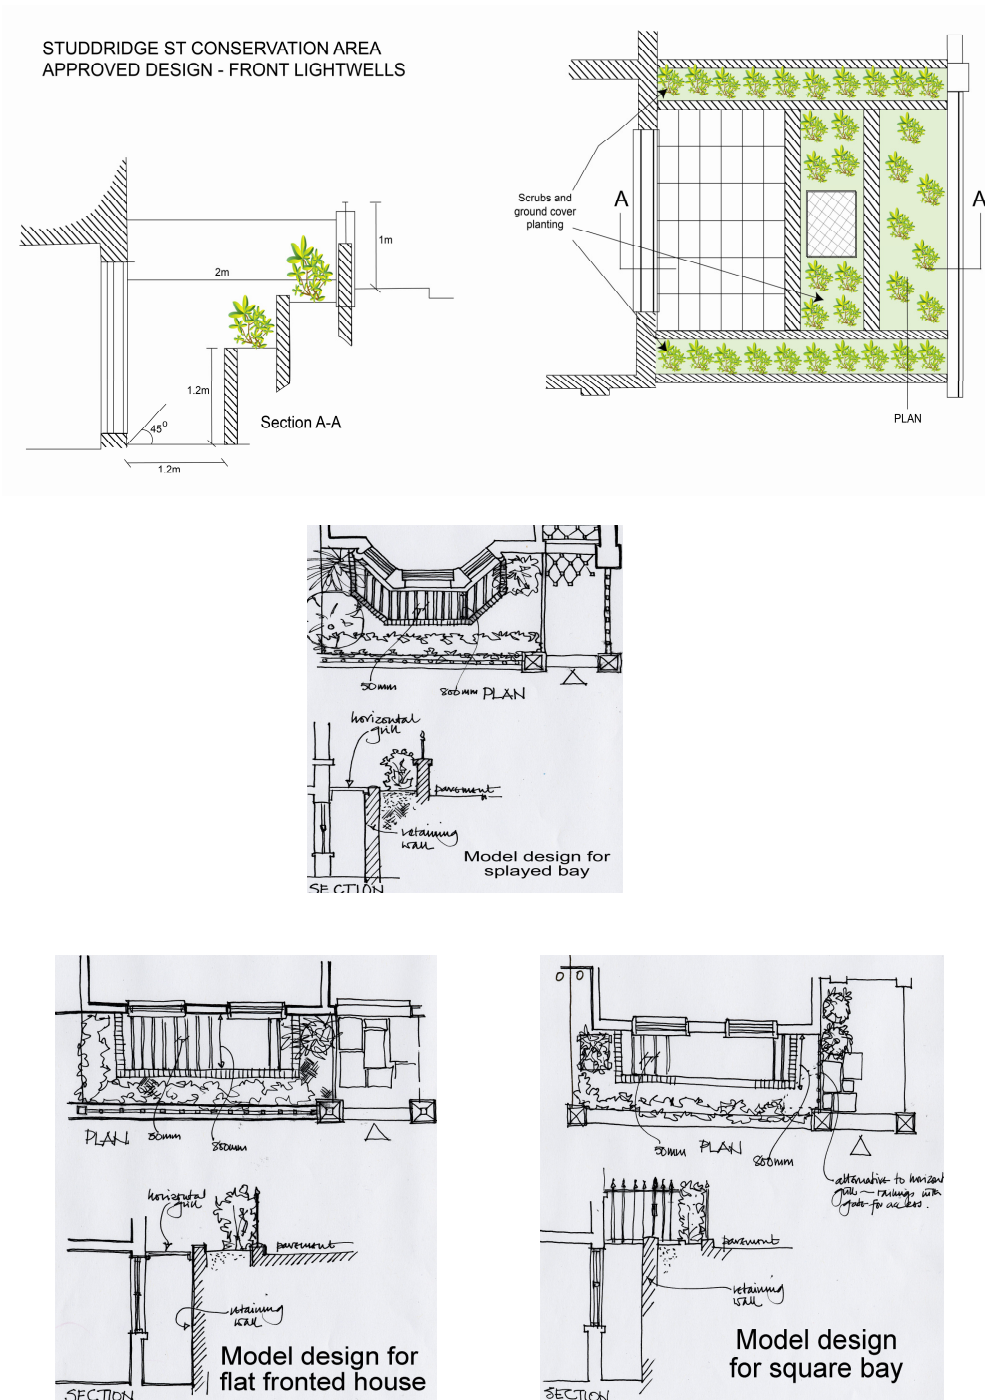 STUDDRIDGE ST CONSERVATION AREA
APPROVED DESIGN - FRONT LIGHTWELLS
1m
2m
1.2m
45°
1.2m
Section A-A
Scrubs and
ground cover
planting
A
A
PLAN
50mm
800mm PLAN
horizontal
grill
pavement
retaining
wall
Model design for
splayed bay
SECTION
PLAN
50mm
800mm
horizontal
grill
pavement
retaining
wall
Model design for
flat fronted house
SECTION
50mm
PLAN
800mm
alternative to horizont
grill - railings with
gate for access.
pavement
retaining
wall
Model design
for square bay
SECTION